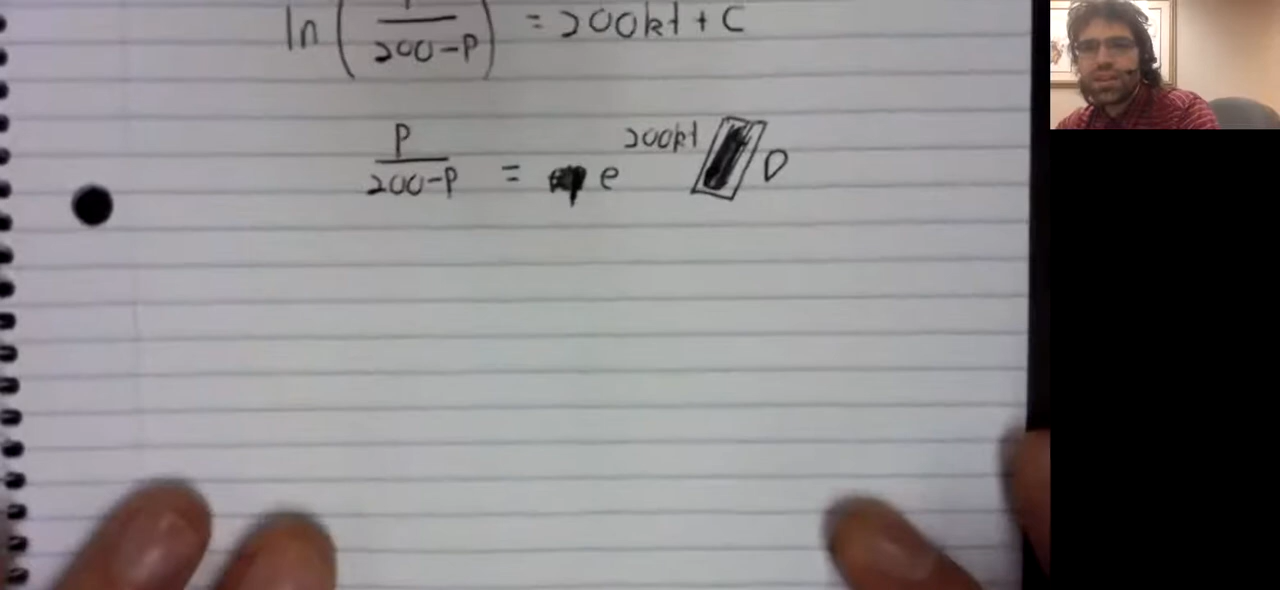 ln(P/(200-P)) = 200kt + C
P/(200-P) = e^200kt D